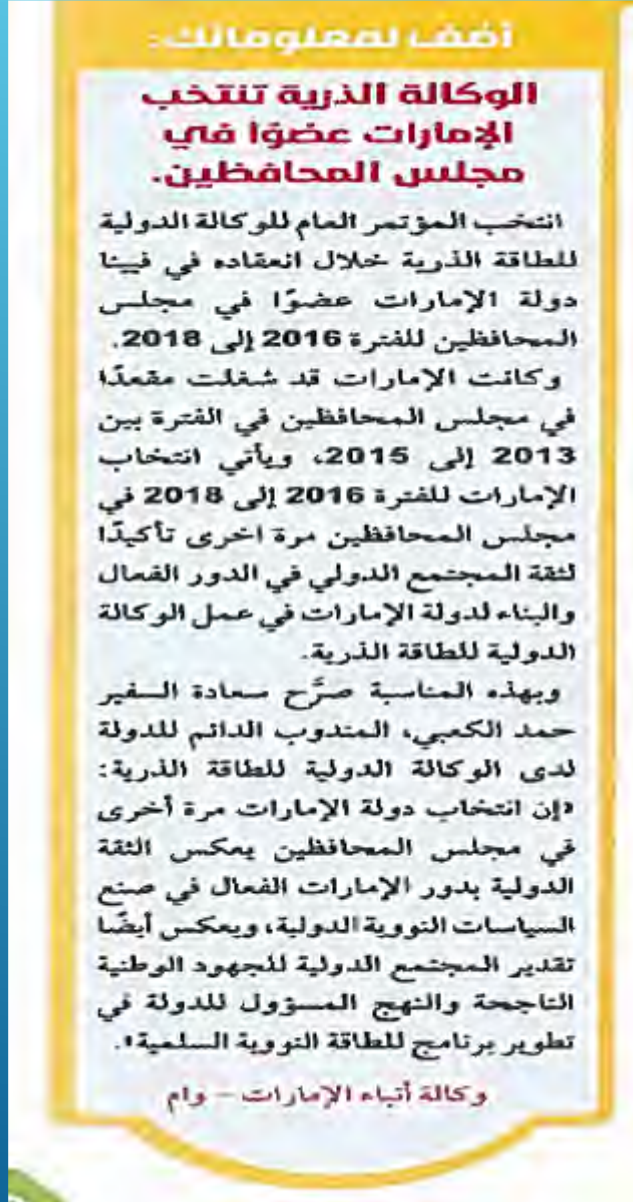 أضف لمعلوماتك:
الوكالة الذرية تنتخب
الإمارات عضوًا في
مجلس المحافظين.
انتخب المؤتمر العام للوكالة الدولية
للطاقة الذرية خلال انعقاده في فيينا
دولة الإمارات عضوًا في مجلس
المحافظين للفترة 2016 إلى 2018.
وكانت الإمارات قد شغلت مقعدًا
في مجلس المحافظين في الفترة بين
2013 إلى 2015، ويأتي انتخاب
الإمارات للفترة 2016 إلى 2018 في
مجلس المحافظين مرة اخرى تأكيدًا
لثقة المجتمع الدولي في الدور الفعال
والبناء لدولة الإمارات في عمل الوكالة
الدولية للطاقة الذرية.
وبهذه المناسبة صرَّح سعادة السفير
حمد الكعبي، المندوب الدائم للدولة
لدى الوكالة الدولية للطاقة الذرية:
«إن انتخاب دولة الإمارات مرة أخرى
في مجلس المحافظين يعكس الثقة
الدولية بدور الإمارات الفعال في صنع
السياسات النووية الدولية، ويعكس أيضًا
تقدير المجتمع الدولية للجهود الوطنية
الناجحة والنهج المسؤول للدولة في
تطوير برنامج للطاقة النووية السلمية».
وكالة أنباء الإمارات – وام